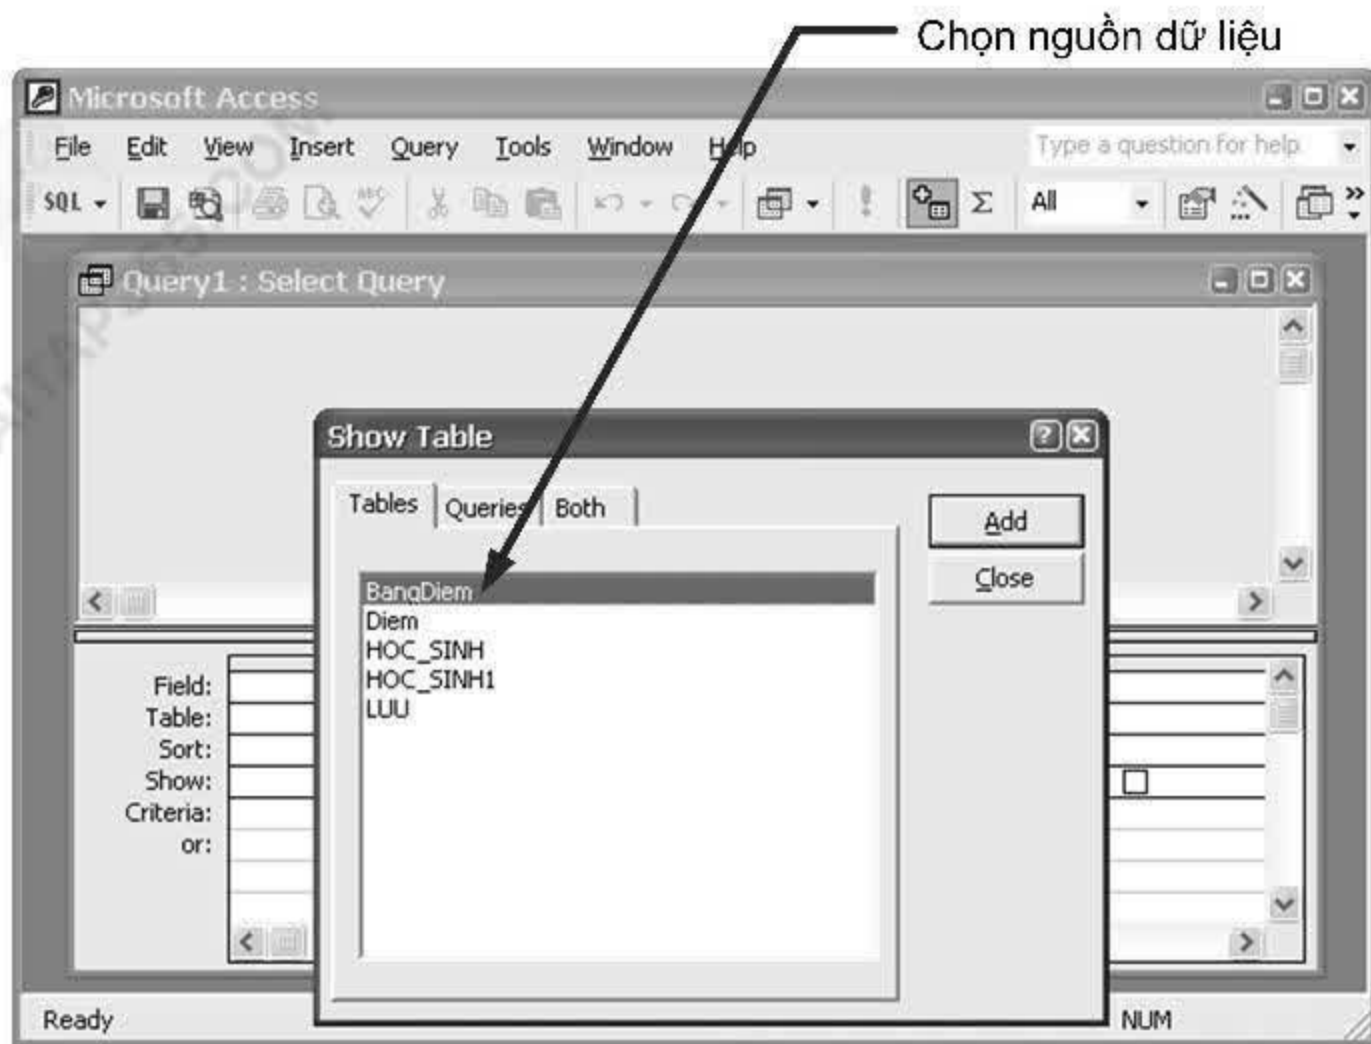 Chọn nguồn dữ liệu
Microsoft Access
File Edit View Insert Query Tools Window Help Type a question for help
SQL All
Query1 : Select Query
Show Table
Tables Queries Both
Add
Close
BangDiem
Diem
HOC_SINH
HOC_SINH1
LUU
Field:
Table:
Sort:
Show:
Criteria:
or:
Ready NUM